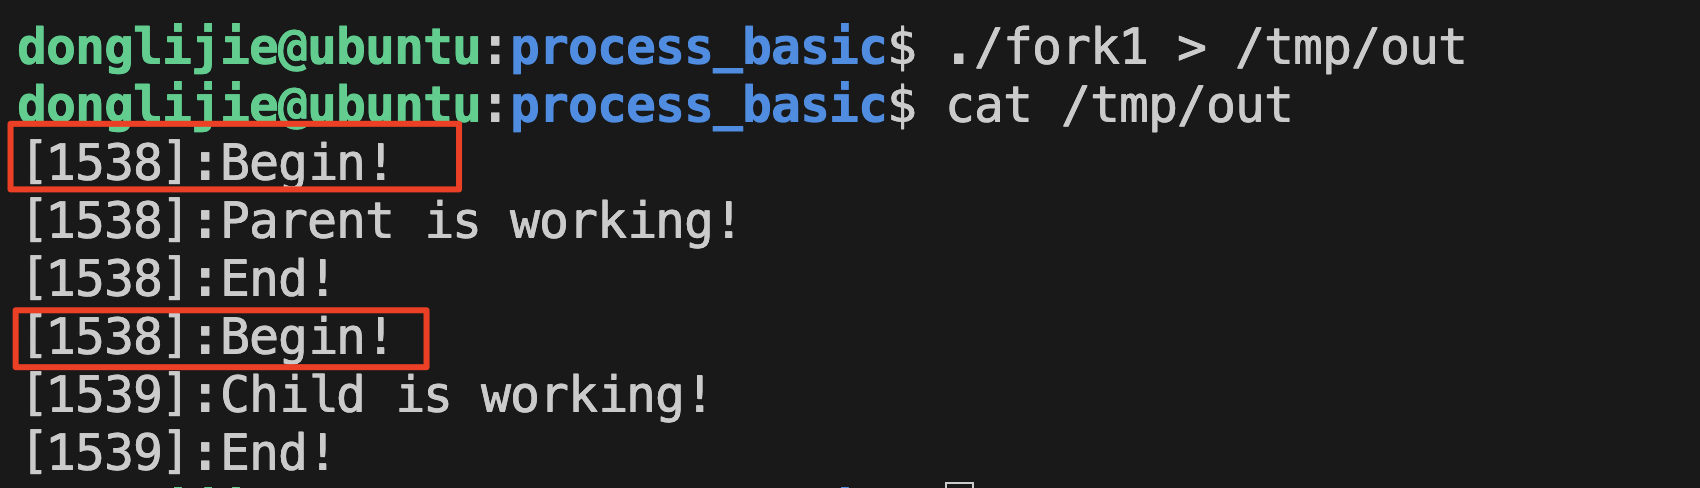 donglijie@ubuntu:process_basic$ ./fork1 > /tmp/out
donglijie@ubuntu:process_basic$ cat /tmp/out
[1538]:Begin!
[1538]:Parent is working!
[1538]:End!
[1538]:Begin!
[1539]:Child is working!
[1539]:End!